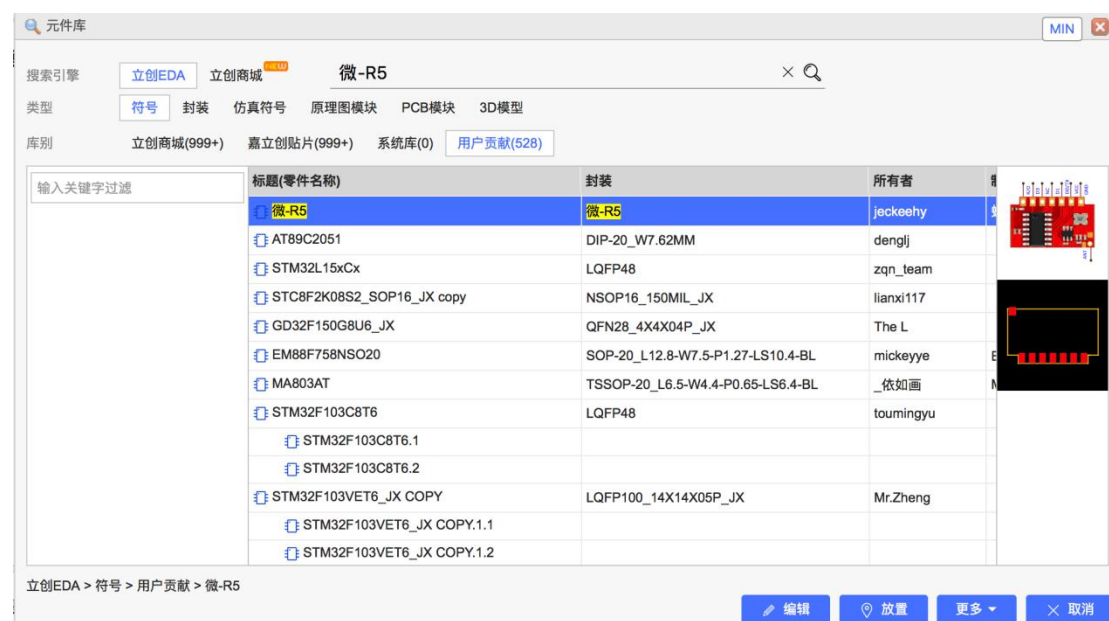 元件库 MIN
搜索引擎 立创EDA 立创商城 NEW 微-R5
类型 符号 封装 仿真符号 原理图模块 PCB模块 3D模型
库别 立创商城(999+) 嘉立创贴片(999+) 系统库(0) 用户贡献(528)
输入关键字过滤
标题(零件名称) 封装 所有者
微-R5 微-R5 jeckeehy
AT89C2051 DIP-20_W7.62MM denglj
STM32L15xCx LQFP48 zqn_team
STC8F2K08S2_SOP16_JX copy NSOP16_150MIL_JX lianxi117
GD32F150G8U6_JX QFN28_4X4X04P_JX The L
EM88F758NSO20 SOP-20_L12.8-W7.5-P1.27-LS10.4-BL mickeyye
MA803AT TSSOP-20_L6.5-W4.4-P0.65-LS6.4-BL _依如画
STM32F103C8T6 LQFP48 toumingyu
STM32F103C8T6.1
STM32F103C8T6.2
STM32F103VET6_JX COPY LQFP100_14X14X05P_JX Mr.Zheng
STM32F103VET6_JX COPY.1.1
STM32F103VET6_JX COPY.1.2
立创EDA > 符号 > 用户贡献 > 微-R5
编辑 放置 更多 取消